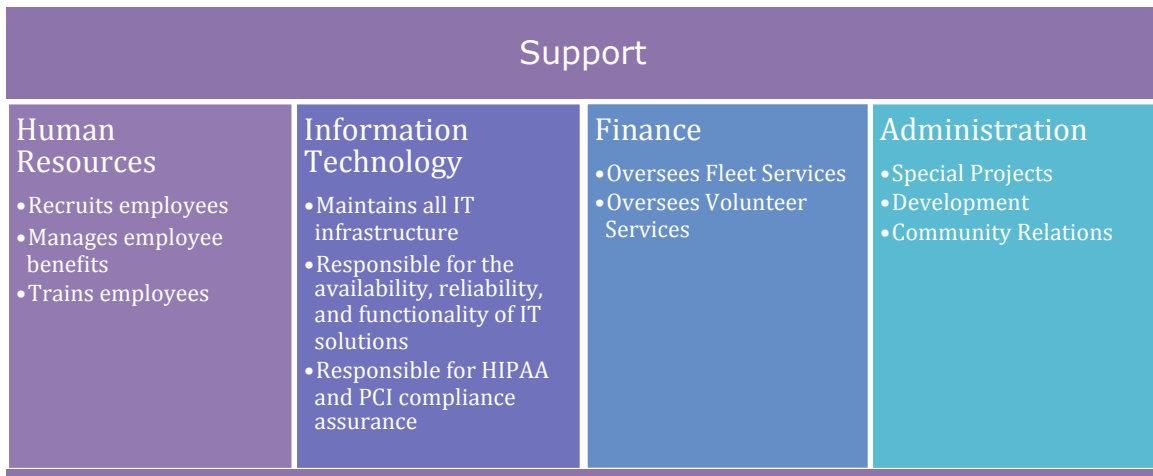 Support
Human
Resources
•Recruits employees
•Manages employee
benefits
•Trains employees
Information
Technology
•Maintains all IT
infrastructure
•Responsible for the
availability, reliability,
and functionality of IT
solutions
•Responsible for HIPAA
and PCI compliance
assurance
Finance
•Oversees Fleet Services
•Oversees Volunteer
Services
Administration
•Special Projects
•Development
•Community Relations